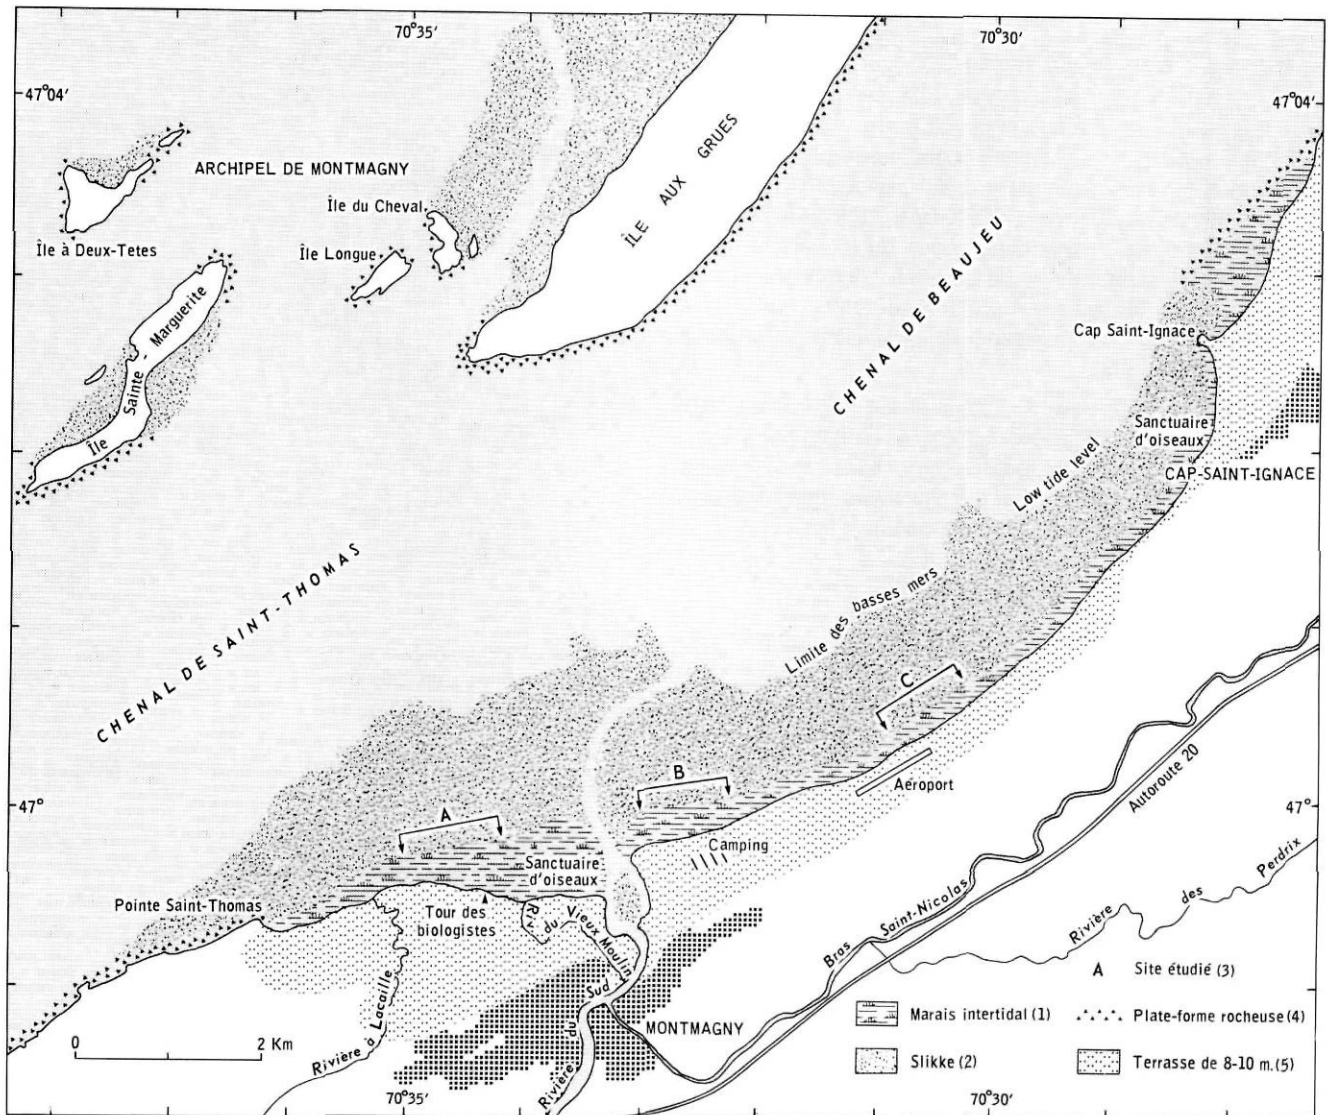 70°35'
70°30'
47°04'
47°04'
ARCHIPEL DE MONTMAGNY
Île à Deux-Tetes
Île du Cheval
Île Longue
ÎLE AUX GRUES
Île Sainte-Marguerite
CHENAL DE BEAUJEU
Cap Saint-Ignace
Sanctuaire
d'oiseaux
CAP-SAINT-IGNACE
Low tide level
Limite des basses mers
CHENAL DE SAINT-THOMAS
C
B
A
Aéroport
Autoroute 20
47°
47°
Camping
Sanctuaire
d'oiseaux
Pointe Saint-Thomas
Tour des
biologistes
Riv. du Vieux Moulin
Bras Saint-Nicolas
Rivière des Perdrix
Rivière à Lacaille
Rivière du Sud
MONTMAGNY
A Site étudié (3)
Marais intertidal (1)
Plate-forme rocheuse (4)
Slikke (2)
Terrasse de 8-10 m. (5)
0 2 Km
70°35'
70°30'